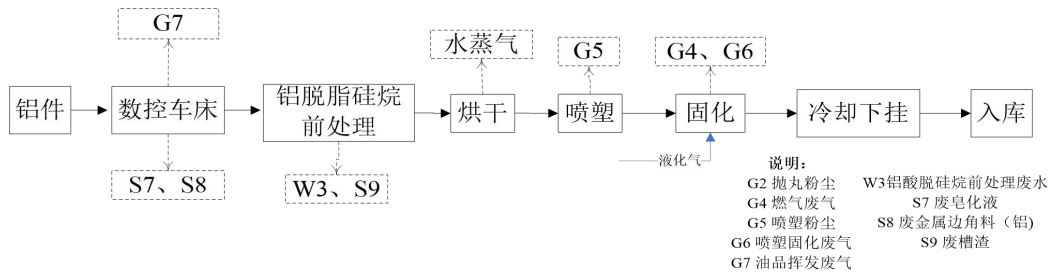 G7
水蒸气
G5
G4、G6
铝件
数控车床
铝脱脂硅烷
前处理
烘干
喷塑
固化
冷却下挂
入库
S7、S8
W3、S9
液化气
说明：
G2 抛丸粉尘
W3铝酸脱硅烷前处理废水
G4 燃气废气
S7 废皂化液
G5 喷塑粉尘
S8 废金属边角料（铝)
G6 喷塑固化废气
S9 废槽渣
G7 油品挥发废气